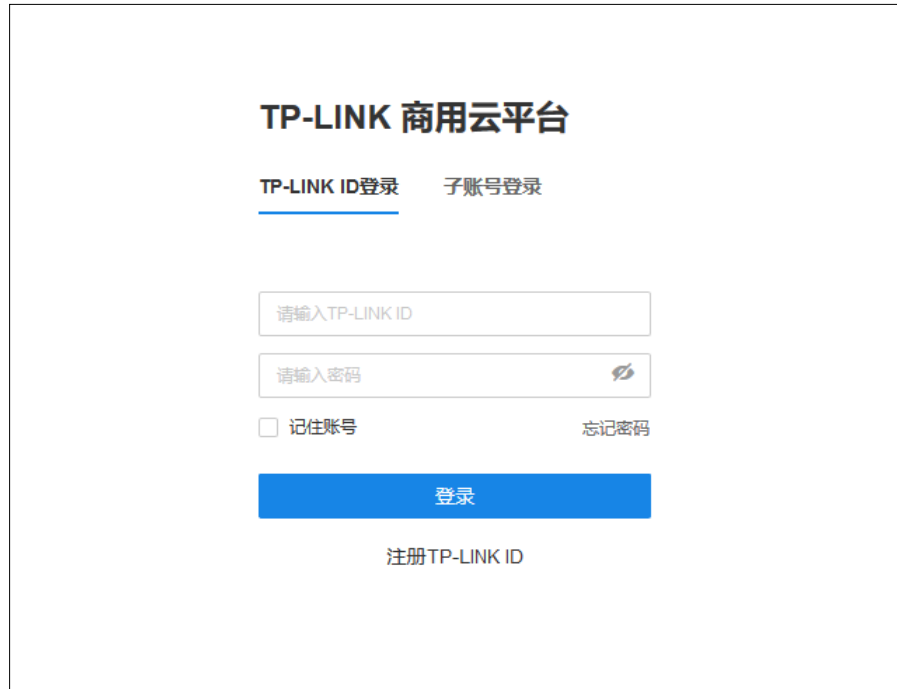 TP-LINK 商用云平台
TP-LINK ID登录 子账号登录
请输入TP-LINK ID
请输入密码
记住账号 忘记密码
登录
注册TP-LINK ID